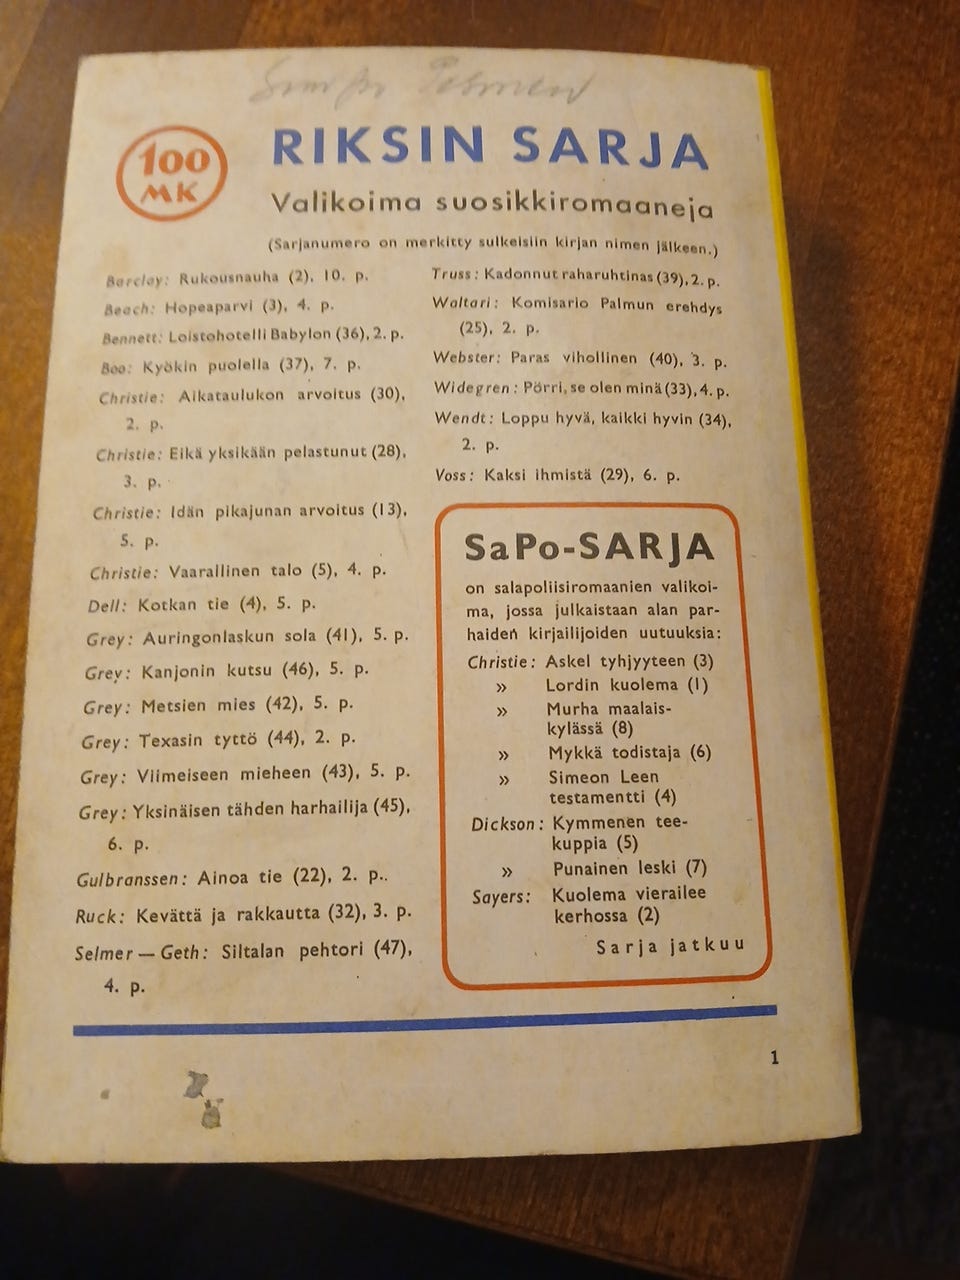 100
MK
RIKSIN SARJA
Valikoima suosikkiromaaneja
(Sarjanumero on merkitty sulkeisiin kirjan nimen jälkeen.)
Barclay: Rukousnauha (2), 10. p.
Beach: Hopeaparvi (3), 4. p.
Bennett: Loistohotelli Babylon (36), 2. p.
Boo: Kyökin puolella (37), 7. p.
Christie: Aikataulukon arvoitus (30),
2. p.
Christie: Eikä yksikään pelastunut (28),
3. p.
Christie: Idän pikajunan arvoitus (13),
5. p.
Christie: Vaarallinen talo (5), 4. p.
Dell: Kotkan tie (4), 5. p.
Grey: Auringonlaskun sola (41), 5. p.
Grey: Kanjonin kutsu (46), 5. p.
Grey: Metsien mies (42), 5. p.
Grey: Texasin tyttö (44), 2. p.
Grey: Viimeiseen mieheen (43), 5. p.
Grey: Yksinäisen tähden harhailija (45),
6. p.
Gulbranssen: Ainoa tie (22), 2. p..
Ruck: Kevättä ja rakkautta (32), 3. p.
Selmer — Geth: Siltalan pehtori (47),
4. p.
Truss: Kadonnut raharuhtinas (39), 2. p.
Waltari: Komisario Palmun erehdys
(25), 2. p.
Webster: Paras vihollinen (40), 3. p.
Widegren: Pörri, se olen minä (33), 4. p.
Wendt: Loppu hyvä, kaikki hyvin (34),
2. p.
Voss: Kaksi ihmistä (29), 6. p.
SaPo-SARJA
on salapoliisiromaanien valikoi-
ma, jossa julkaistaan alan par-
haiden kirjailijoiden uutuuksia:
Christie: Askel tyhjyyteen (3)
» Lordin kuolema (1)
» Murha maalais-
kylässä (8)
» Mykkä todistaja (6)
» Simeon Leen
testamentti (4)
Dickson: Kymmenen tee-
kuppia (5)
» Punainen leski (7)
Sayers: Kuolema vierailee
kerhossa (2)
Sarja jatkuu
1